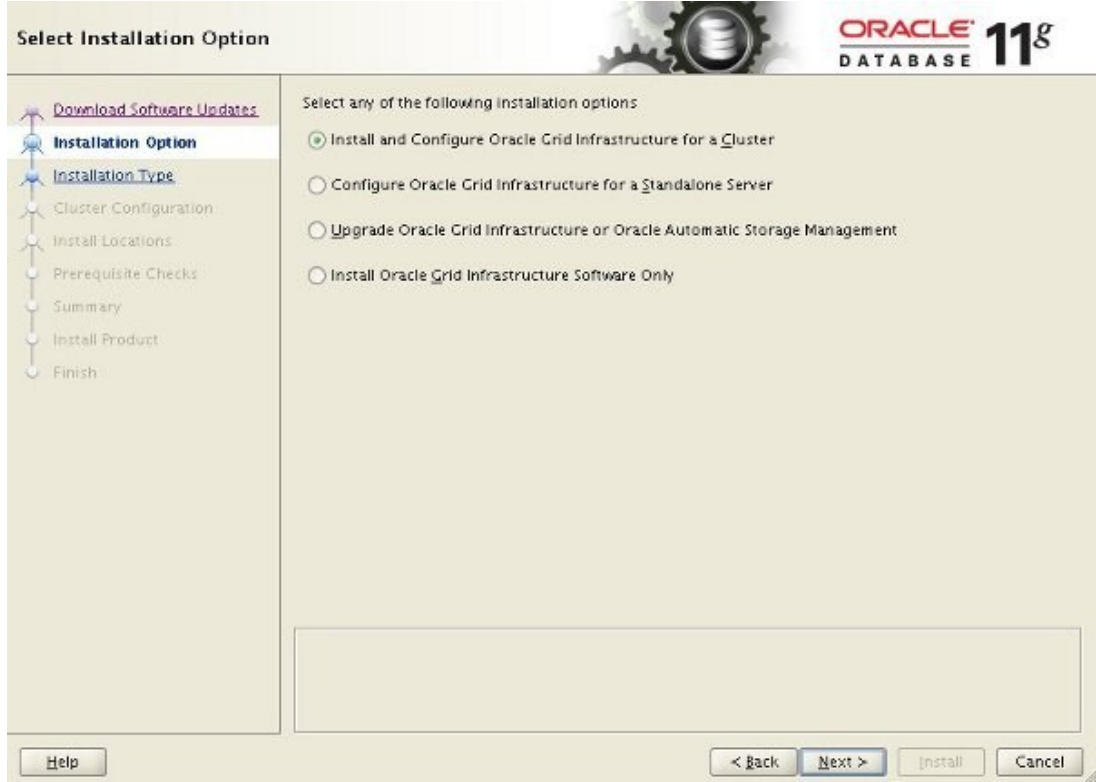 Select Installation Option
ORACLE
DATABASE
11g
Download Software Updates
Installation Option
Installation Type
Cluster Configuration
Install Locations
Prerequisite Checks
Summary
Install Product
Finish
Select any of the following installation options
Install and Configure Oracle Grid Infrastructure for a Cluster
Configure Oracle Grid Infrastructure for a Standalone Server
Upgrade Oracle Grid Infrastructure or Oracle Automatic Storage Management
Install Oracle Grid Infrastructure Software Only
Help
< Back
Next >
Install
Cancel